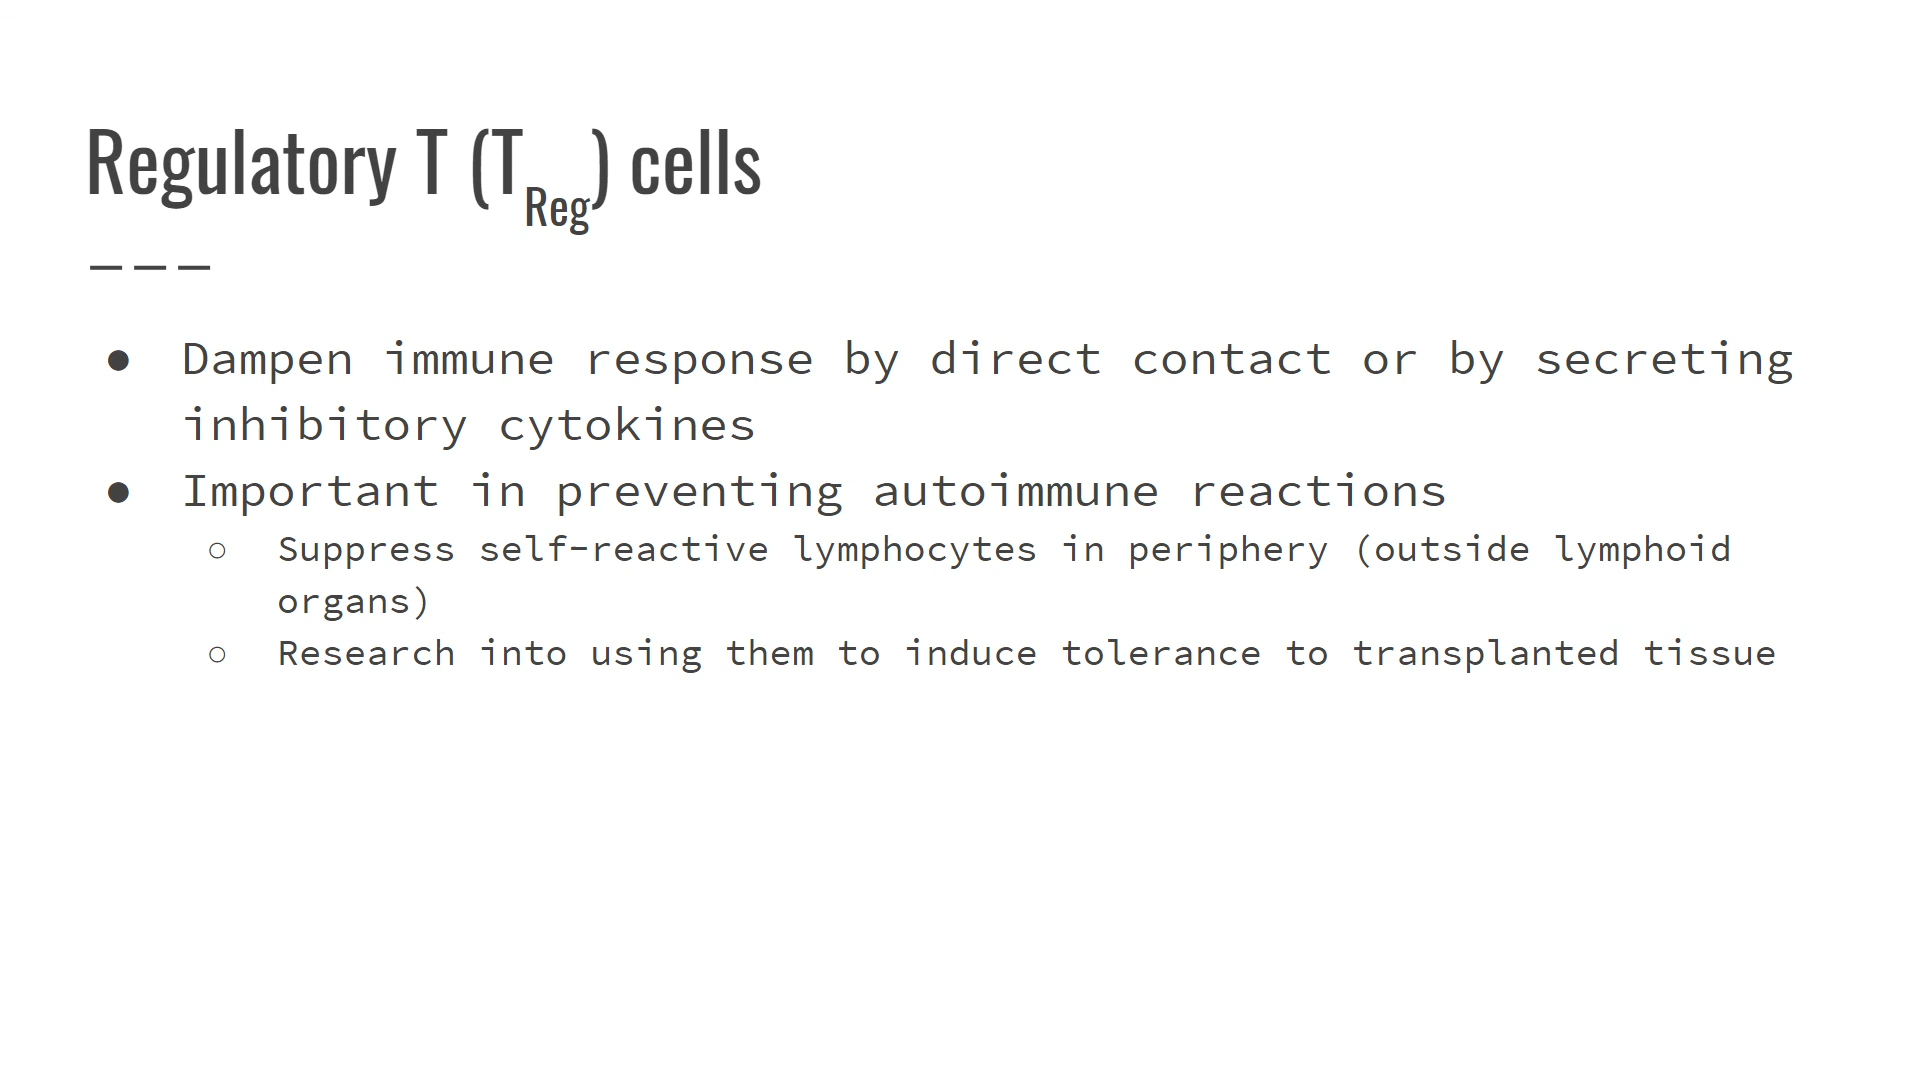 Regulatory T (TReg) cells
● Dampen immune response by direct contact or by secreting
inhibitory cytokines
● Important in preventing autoimmune reactions
○ Suppress self-reactive lymphocytes in periphery (outside lymphoid
organs)
○ Research into using them to induce tolerance to transplanted tissue